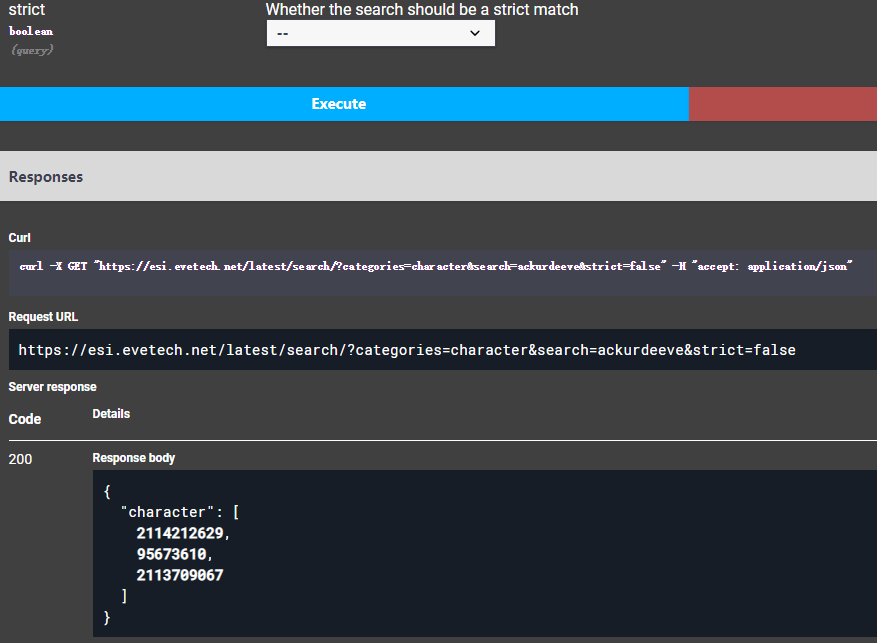 strict
Whether the search should be a strict match
boolean
--
(query)
Execute
Responses
Curl
curl -X GET "https://esi.evetech.net/latest/search/?categories=character&search=ackurdeeve&strict=false" -H "accept: application/json"
Request URL
https://esi.evetech.net/latest/search/?categories=character&search=ackurdeeve&strict=false
Server response
Code
Details
200
Response body
{
"character": [
2114212629,
95673610,
2113709067
]
}